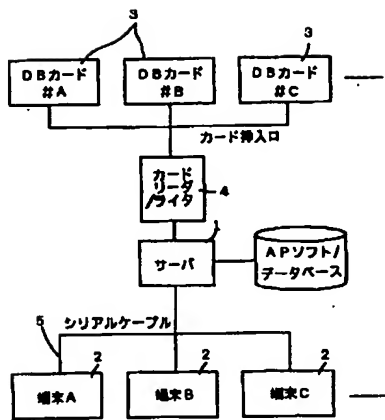 3
3
DBカード
#A
DBカード
#B
DBカード
#C
カード挿入口
カード
リーダ
/ライタ
4
1
サーバ
APソフト/
データベース
シリアルケーブル
5
2
2
2
端末A
端末B
端末C